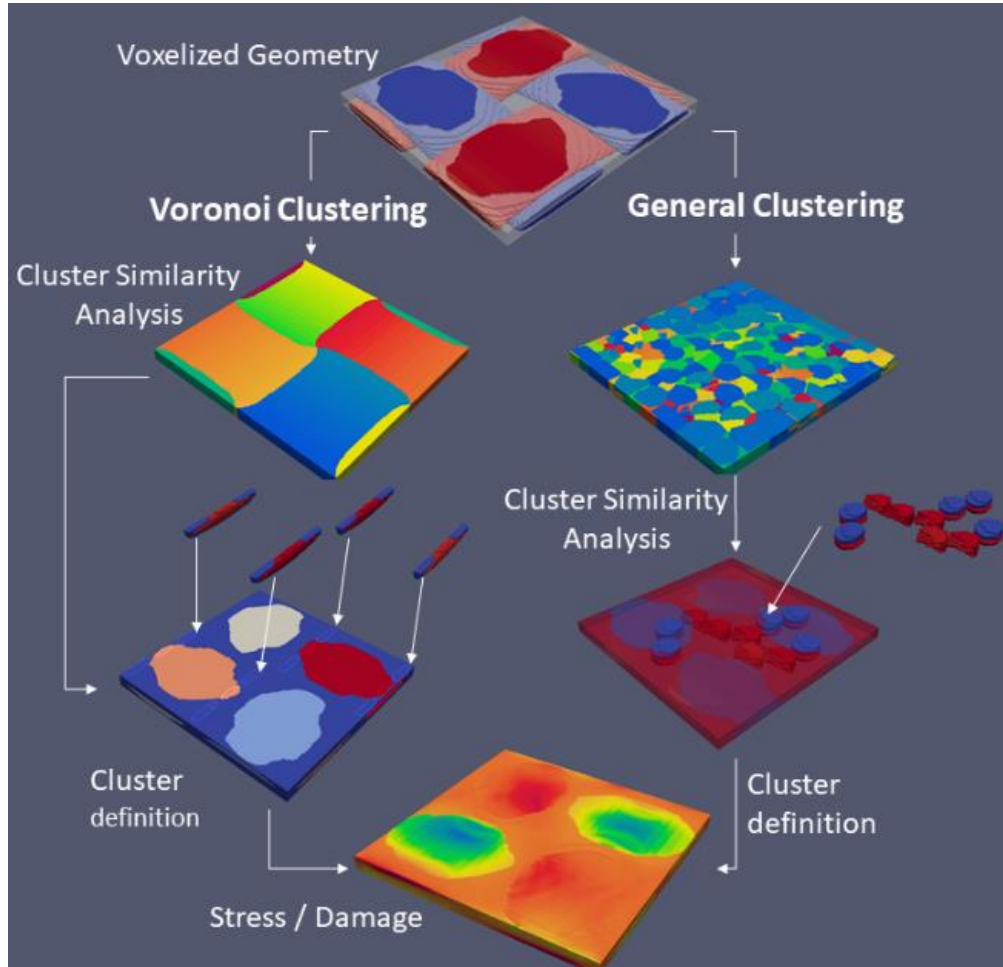 Voxelized Geometry
Voronoi Clustering
General Clustering
Cluster Similarity
Analysis
Cluster Similarity
Analysis
Cluster
definition
Cluster
definition
Stress / Damage